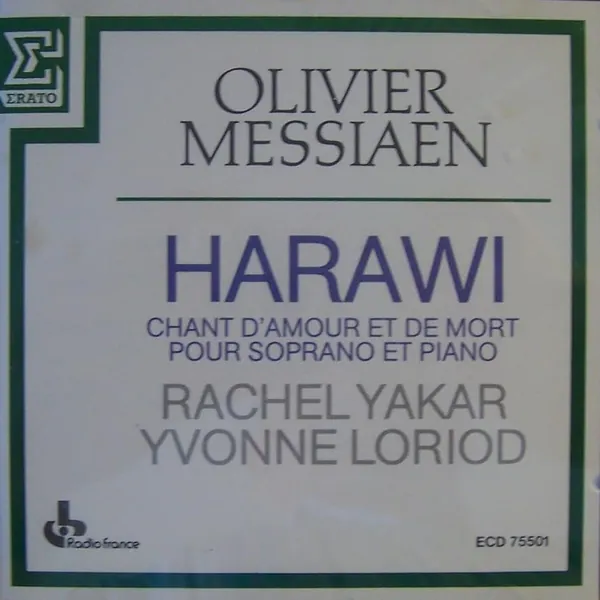 ΣRATO
OLIVIER
MESSIAEN
HARAWI
CHANT D'AMOUR ET DE MORT
POUR SOPRANO ET PIANO
RACHEL YAKAR
YVONNE LORIOD
Radio france
ECD 75501